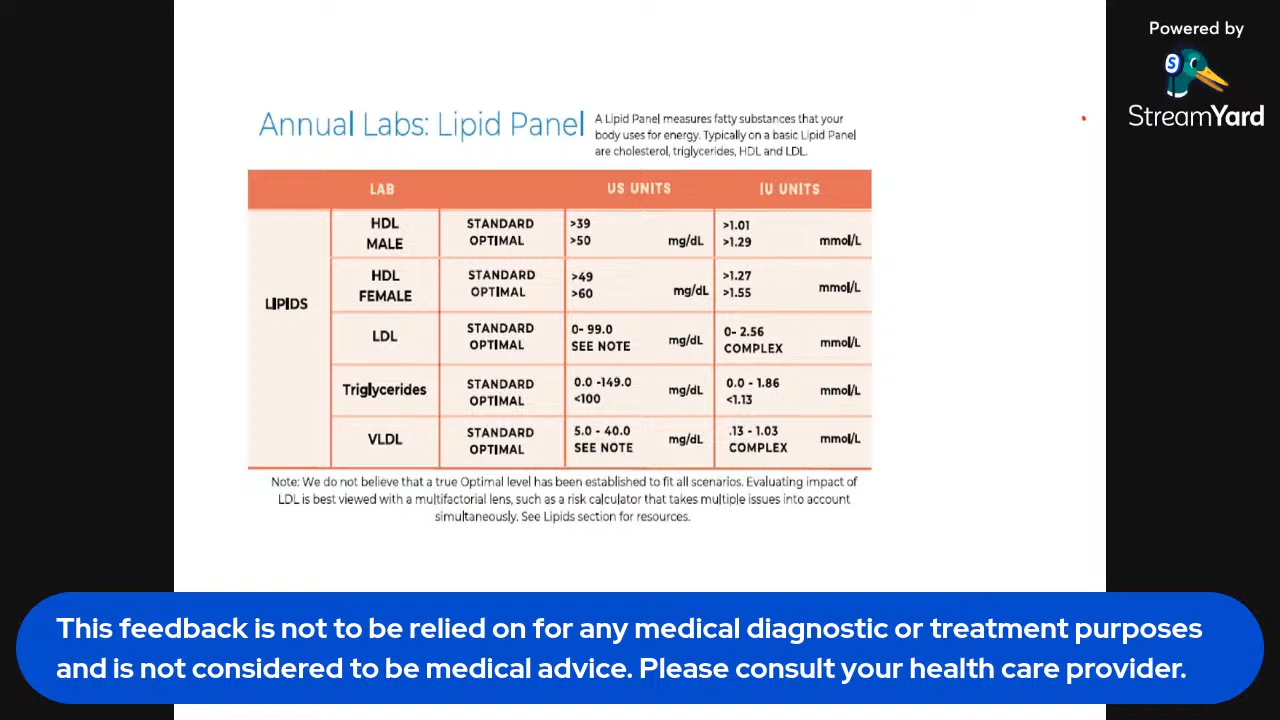 Powered by
StreamYard
Annual Labs: Lipid Panel
A Lipid Panel measures fatty substances that your
body uses for energy. Typically on a basic Lipid Panel
are cholesterol, triglycerides, HDL and LDL.
LAB US UNITS IU UNITS
LIPIDS
HDL MALE
STANDARD >39 >1.01
OPTIMAL >50 mg/dL >1.29 mmol/L
HDL FEMALE
STANDARD >49 >1.27
OPTIMAL >60 mg/dL >1.55 mmol/L
LDL
STANDARD 0- 99.0 0- 2.56
OPTIMAL SEE NOTE mg/dL COMPLEX mmol/L
Triglycerides
STANDARD 0.0 -149.0 0.0 - 1.86
OPTIMAL <100 mg/dL <1.13 mmol/L
VLDL
STANDARD 5.0 - 40.0 .13 - 1.03
OPTIMAL SEE NOTE mg/dL COMPLEX mmol/L
Note: We do not believe that a true Optimal level has been established to fit all scenarios. Evaluating impact of
LDL is best viewed with a multifactorial lens, such as a risk calculator that takes multiple issues into account
simultaneously. See Lipids section for resources.
This feedback is not to be relied on for any medical diagnostic or treatment purposes
and is not considered to be medical advice. Please consult your health care provider.